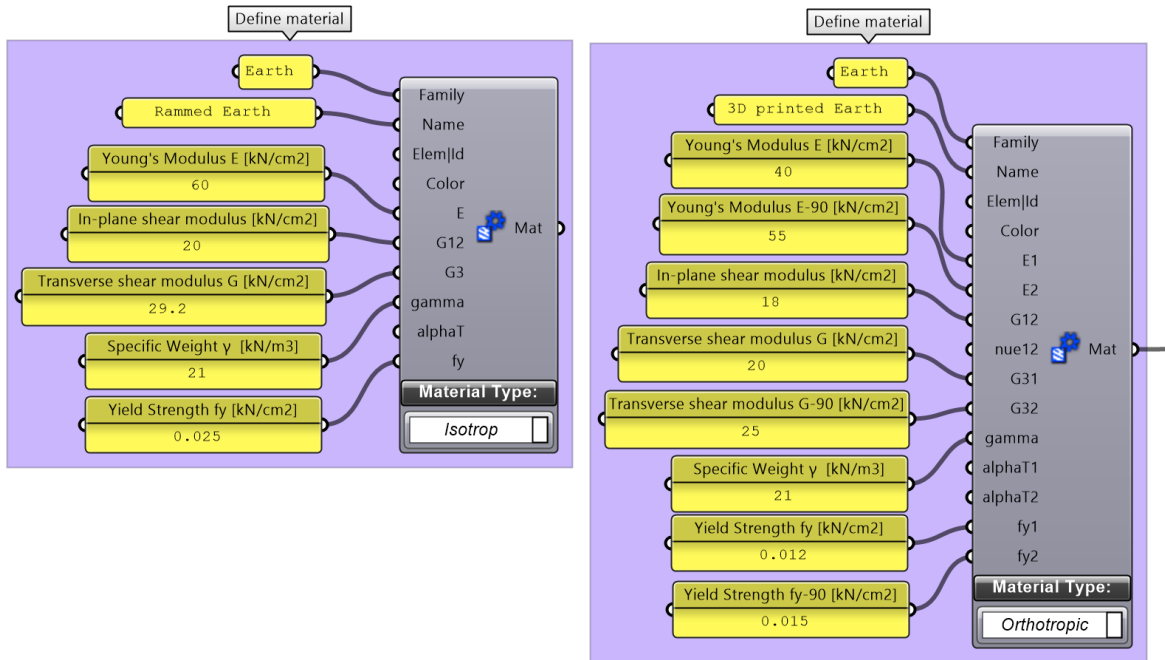 Define material
Earth
Rammed Earth
Young's Modulus E [kN/cm2]
60
In-plane shear modulus [kN/cm2]
20
Transverse shear modulus G [kN/cm2]
29.2
Specific Weight γ [kN/m3]
21
Yield Strength fy [kN/cm2]
0.025
Family
Name
Elem|Id
Color
E
G12
G3
gamma
alphaT
fy
Mat
Material Type:
Isotrop
Define material
Earth
3D printed Earth
Young's Modulus E [kN/cm2]
40
Young's Modulus E-90 [kN/cm2]
55
In-plane shear modulus [kN/cm2]
18
Transverse shear modulus G [kN/cm2]
20
Transverse shear modulus G-90 [kN/cm2]
25
Specific Weight γ [kN/m3]
21
Yield Strength fy [kN/cm2]
0.012
Yield Strength fy-90 [kN/cm2]
0.015
Family
Name
Elem|Id
Color
E1
E2
G12
nue12
G31
G32
gamma
alphaT1
alphaT2
fy1
fy2
Mat
Material Type:
Orthotropic